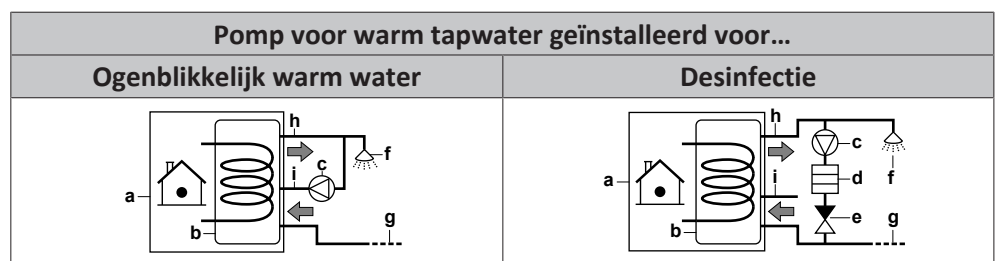 Pomp voor warm tapwater geïnstalleerd voor…
Ogenblikkelijk warm water
Desinfectie
h
f
c
i
a
g
b
h
c
d
f
i
a
e
g
b